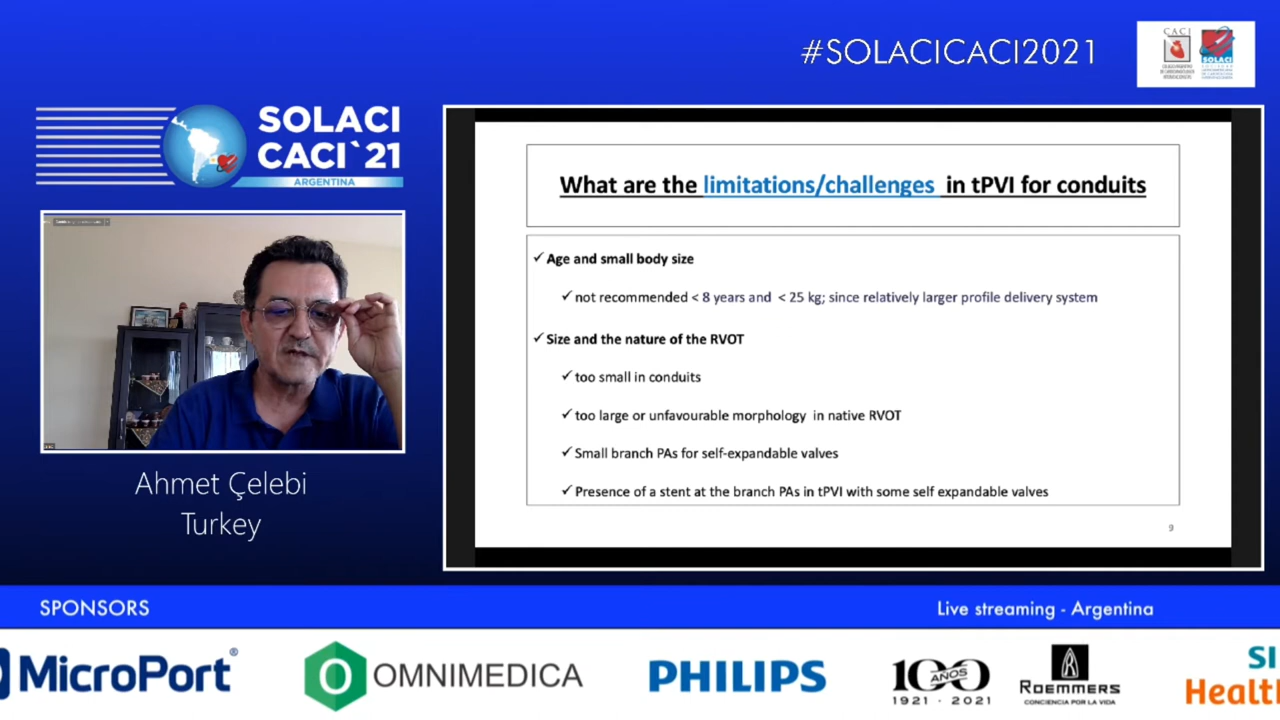 #SOLACICACI2021
CACI
SOLACI
SOLACI
CACI`21
ARGENTINA
What are the limitations/challenges in tPVI for conduits
✓ Age and small body size
✓ not recommended < 8 years and < 25 kg; since relatively larger profile delivery system
✓ Size and the nature of the RVOT
✓ too small in conduits
✓ too large or unfavourable morphology in native RVOT
✓ Small branch PAs for self-expandable valves
✓ Presence of a stent at the branch PAs in tPVI with some self expandable valves
9
Ahmet Çelebi
Turkey
SPONSORS
Live streaming - Argentina
MicroPort®
OMNIMEDICA
PHILIPS
100
AÑOS
1921 · 2021
ROEMMERS
CONCIENCIA POR LA VIDA
SI
Health